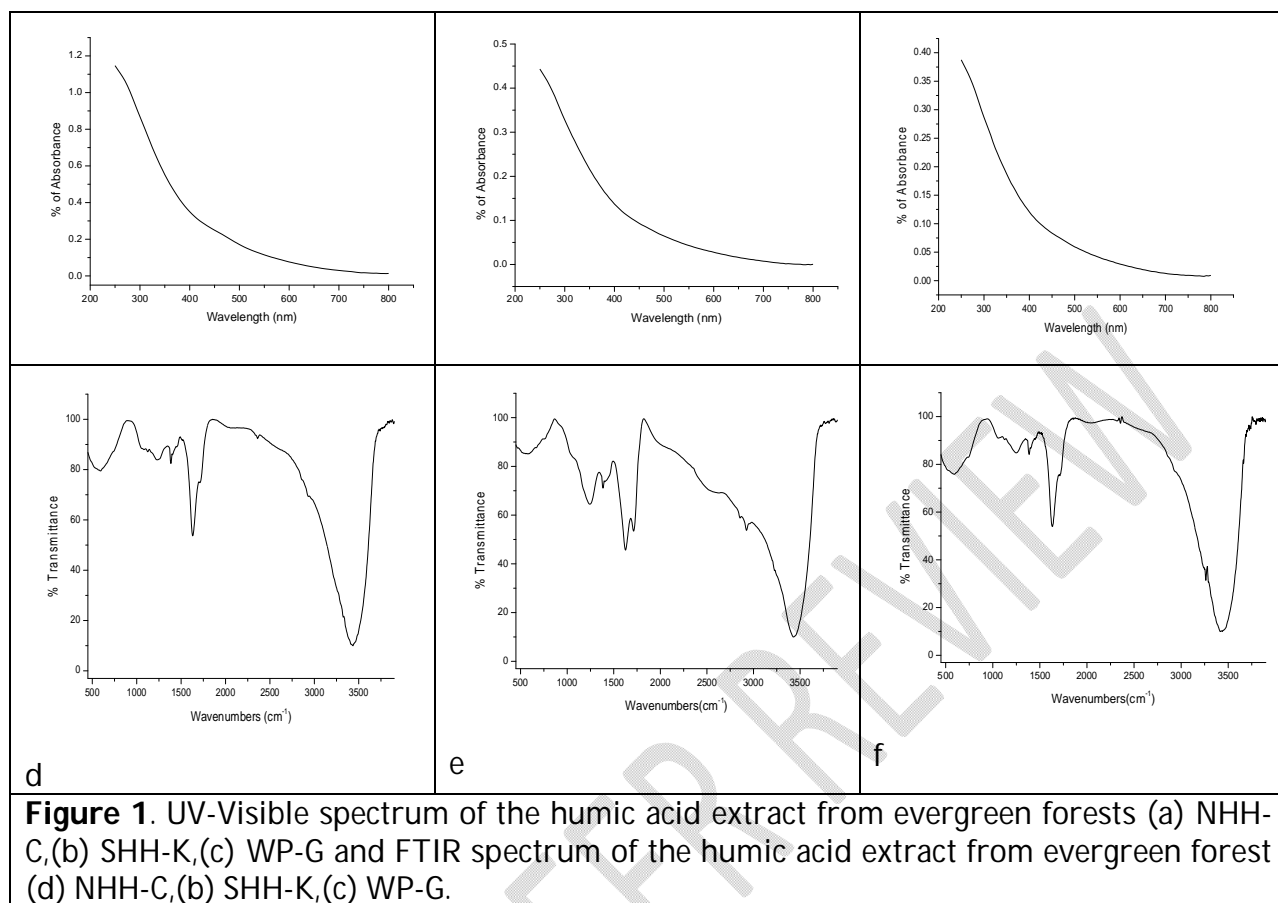 1.2
1.0
0.8
0.6
0.4
0.2
0.0
% of Absorbance
200 300 400 500 600 700 800
Wavelength (nm)
0.5
0.4
0.3
0.2
0.1
0.0
% of Absorbance
200 300 400 500 600 700 800
Wavelength (nm)
0.40
0.35
0.30
0.25
0.20
0.15
0.10
0.05
0.00
% of Absorbance
200 300 400 500 600 700 800
Wavelength (nm)
100
80
60
40
20
0
% Transmittance
500 1000 1500 2000 2500 3000 3500
Wavenumbers (cm⁻¹)
d
100
80
60
40
20
0
% Transmittance
500 1000 1500 2000 2500 3000 3500
Wavenumbers(cm⁻¹)
e
100
80
60
40
20
0
% Transmittance
500 1000 1500 2000 2500 3000 3500
Wavenumbers(cm⁻¹)
f
Figure 1. UV-Visible spectrum of the humic acid extract from evergreen forests (a) NHH-
C,(b) SHH-K,(c) WP-G and FTIR spectrum of the humic acid extract from evergreen forest
(d) NHH-C,(b) SHH-K,(c) WP-G.
ER REVIEW